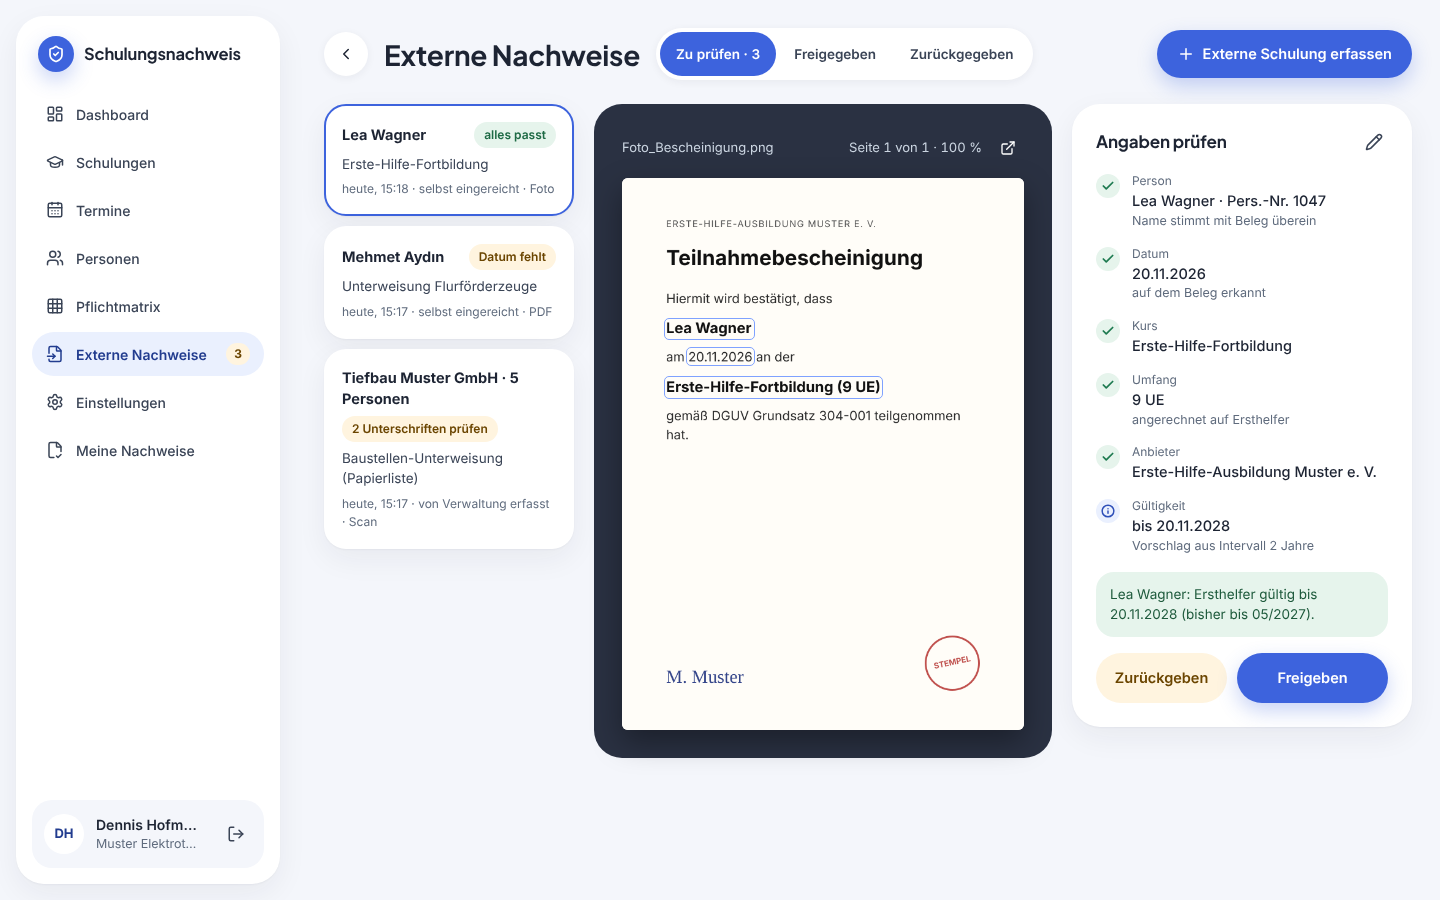 Schulungsnachweis
Dashboard
Schulungen
Termine
Personen
Pflichtmatrix
Externe Nachweise 3
Einstellungen
Meine Nachweise
DH
Dennis Hofm...
Muster Elektrot...
Externe Nachweise
Zu prüfen · 3
Freigegeben
Zurückgegeben
Externe Schulung erfassen
Lea Wagner
alles passt
Erste-Hilfe-Fortbildung
heute, 15:18 · selbst eingereicht · Foto
Mehmet Aydın
Datum fehlt
Unterweisung Flurförderzeuge
heute, 15:17 · selbst eingereicht · PDF
Tiefbau Muster GmbH · 5
Personen
2 Unterschriften prüfen
Baustellen-Unterweisung
(Papierliste)
heute, 15:17 · von Verwaltung erfasst
· Scan
Foto_Bescheinigung.png
Seite 1 von 1 · 100 %
ERSTE-HILFE-AUSBILDUNG MUSTER E. V.
Teilnahmebescheinigung
Hiermit wird bestätigt, dass
Lea Wagner
am 20.11.2026 an der
Erste-Hilfe-Fortbildung (9 UE)
gemäß DGUV Grundsatz 304-001 teilgenommen
hat.
M. Muster
STEMPEL
Angaben prüfen
Person
Lea Wagner · Pers.-Nr. 1047
Name stimmt mit Beleg überein
Datum
20.11.2026
auf dem Beleg erkannt
Kurs
Erste-Hilfe-Fortbildung
Umfang
9 UE
angerechnet auf Ersthelfer
Anbieter
Erste-Hilfe-Ausbildung Muster e. V.
Gültigkeit
bis 20.11.2028
Vorschlag aus Intervall 2 Jahre
Lea Wagner: Ersthelfer gültig bis
20.11.2028 (bisher bis 05/2027).
Zurückgeben
Freigeben